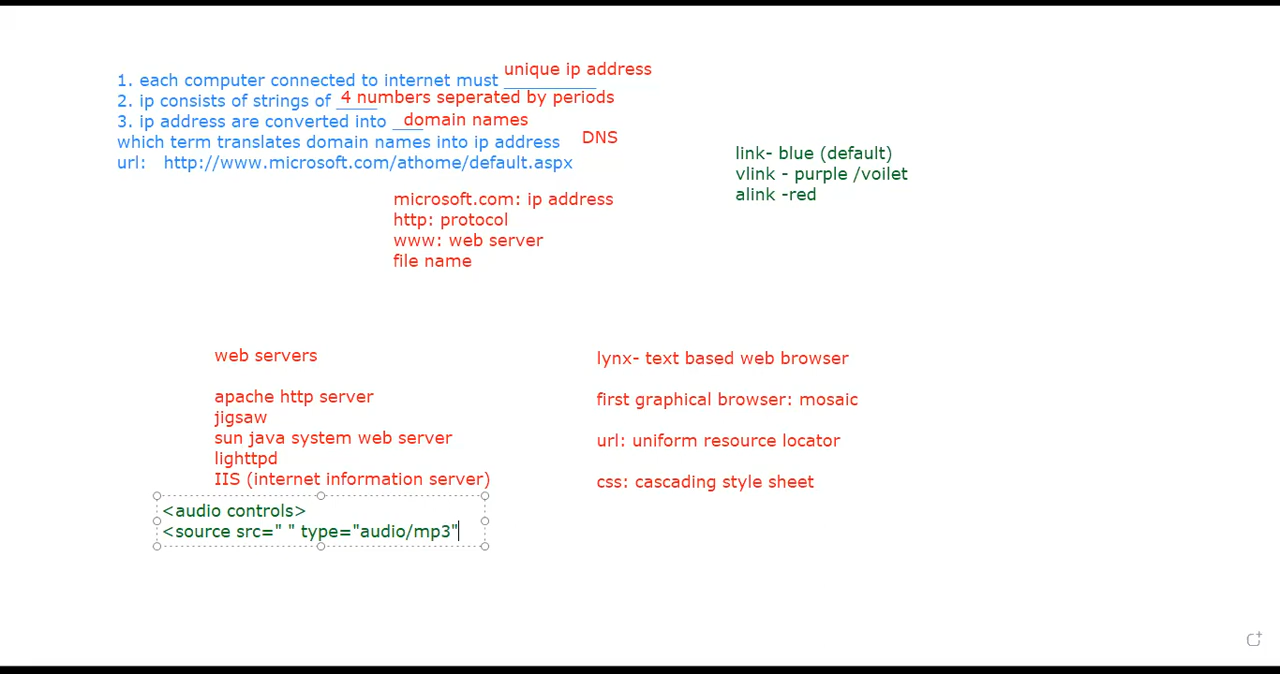 1. each computer connected to internet must ________ unique ip address
2. ip consists of strings of ____ 4 numbers seperated by periods
3. ip address are converted into ___ domain names
which term translates domain names into ip address DNS
url: http://www.microsoft.com/athome/default.aspx
microsoft.com: ip address
http: protocol
www: web server
file name
link- blue (default)
vlink - purple /voilet
alink -red
web servers
apache http server
jigsaw
sun java system web server
lighttpd
IIS (internet information server)
<audio controls>
<source src=" " type="audio/mp3"
lynx- text based web browser
first graphical browser: mosaic
url: uniform resource locator
css: cascading style sheet